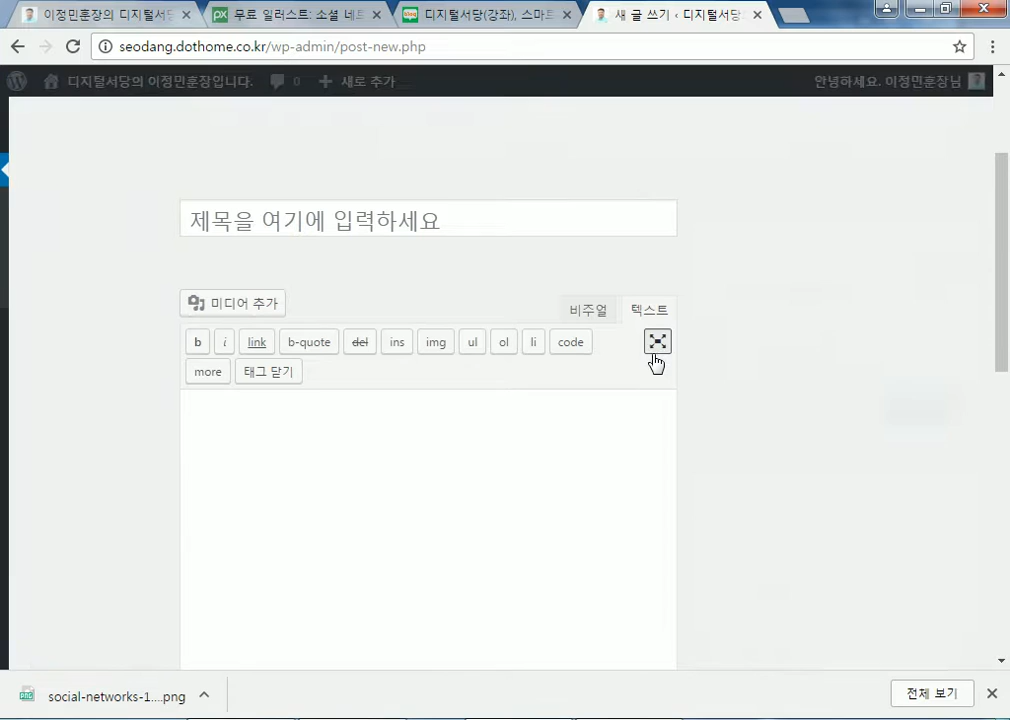 이정민훈장의 디지털서당
무료 일러스트: 소셜 네트
디지털서당(강좌), 스마트
새 글 쓰기 ‹ 디지털서당
seodang.dothome.co.kr/wp-admin/post-new.php
디지털서당의 이정민훈장입니다.
0
새로 추가
안녕하세요. 이정민훈장님
제목을 여기에 입력하세요
미디어 추가
비주얼
텍스트
b
i
link
b-quote
del
ins
img
ul
ol
li
code
more
태그 닫기
social-networks-1....png
전체 보기